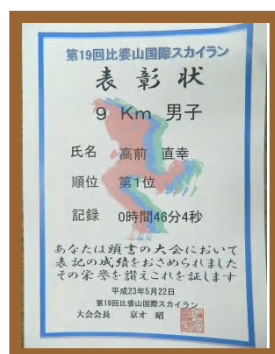 第19回比婆山国際スカイラン
表彰状
9 Km 男子
氏名 高前 直幸
順位 第1位
記録 0時間46分4秒
あなたは頭書の大会において
表記の成績をおさめられました
その栄誉を讃えこれを証します
平成23年5月22日
第19回比婆山国際スカイラン
大会会長 京才 昭